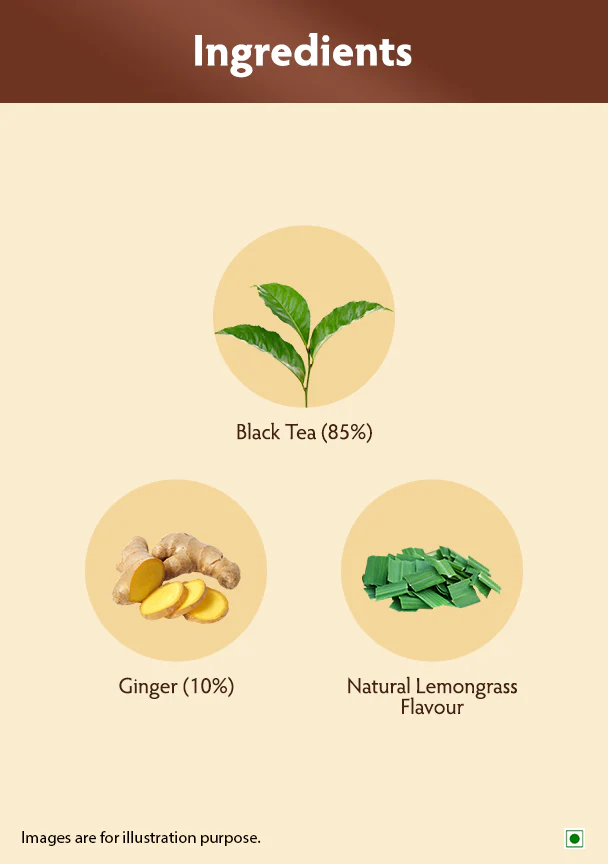 Ingredients
Black Tea (85%)
Ginger (10%)
Natural Lemongrass
Flavour
Images are for illustration purpose.